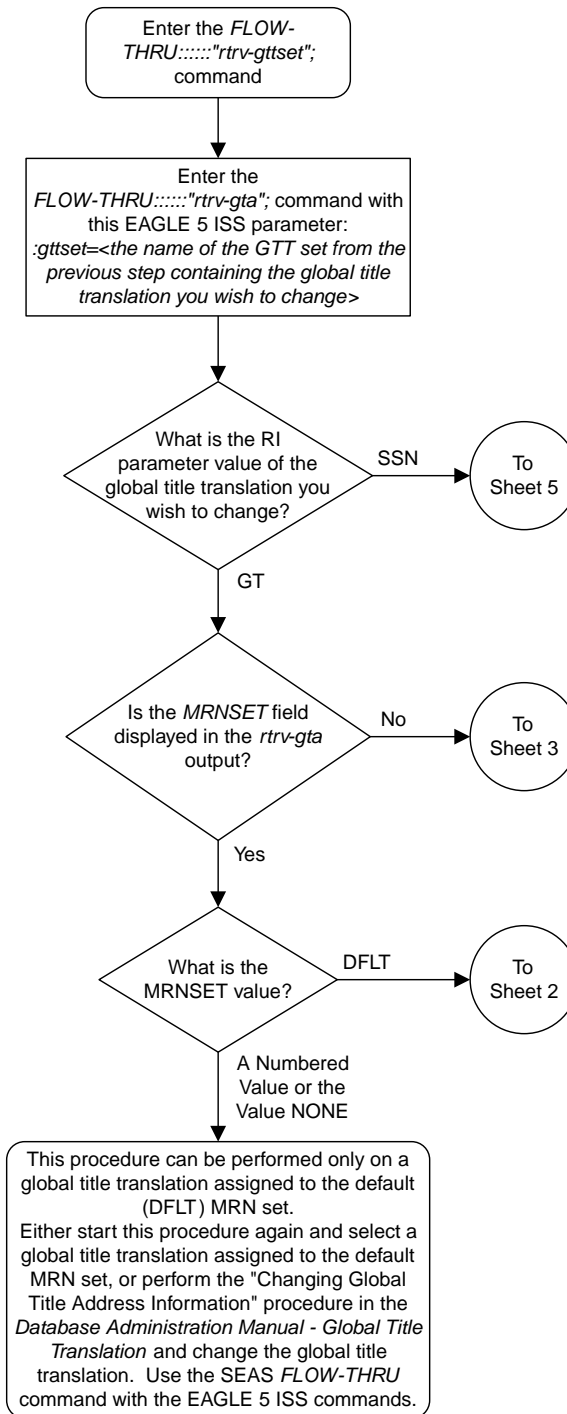 Enter the FLOW-
THRU::::::"rtrv-gttset";
command
Enter the
FLOW-THRU::::::"rtrv-gta"; command with
this EAGLE 5 ISS parameter:
:gttset=<the name of the GTT set from the
previous step containing the global title
translation you wish to change>
What is the RI
parameter value of the
global title translation you
wish to change?
SSN
To
Sheet 5
GT
Is the MRNSET field
displayed in the rtrv-gta
output?
No
To
Sheet 3
Yes
What is the
MRNSET value?
DFLT
To
Sheet 2
A Numbered
Value or the
Value NONE
This procedure can be performed only on a
global title translation assigned to the default
(DFLT) MRN set.
Either start this procedure again and select a
global title translation assigned to the default
MRN set, or perform the "Changing Global
Title Address Information" procedure in the
Database Administration Manual - Global Title
Translation and change the global title
translation.  Use the SEAS FLOW-THRU
command with the EAGLE 5 ISS commands.